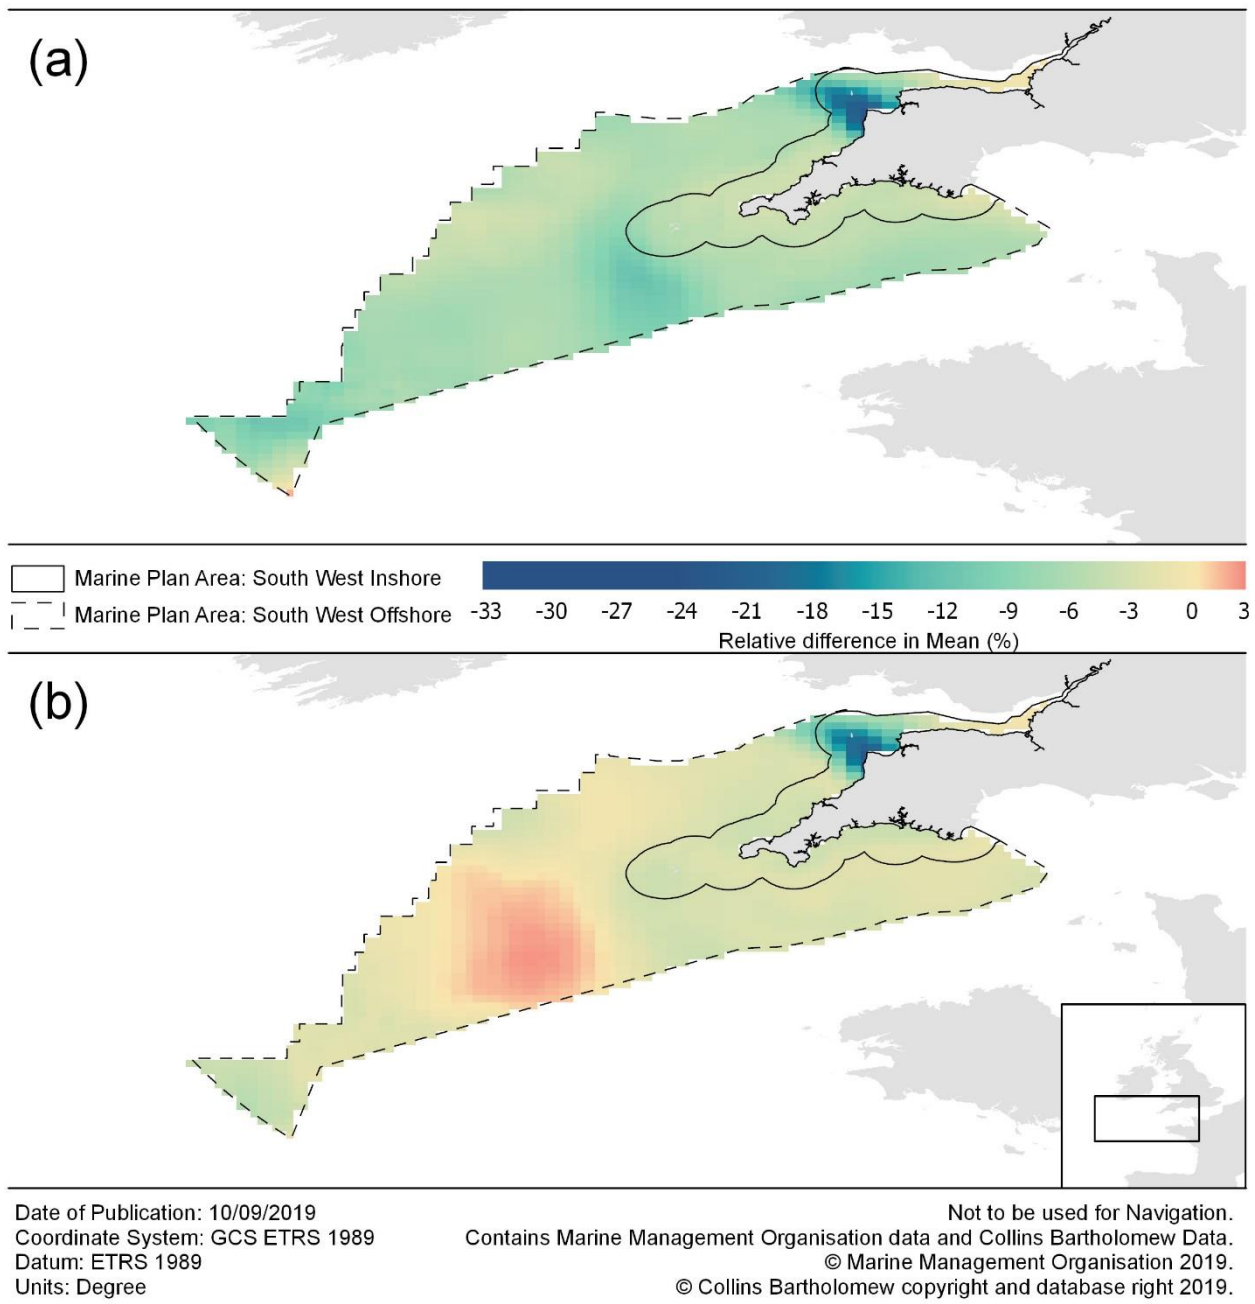 (a)
Marine Plan Area: South West Inshore
Marine Plan Area: South West Offshore
-33 -30 -27 -24 -21 -18 -15 -12 -9 -6 -3 0 3
Relative difference in Mean (%)
(b)
Date of Publication: 10/09/2019
Coordinate System: GCS ETRS 1989
Datum: ETRS 1989
Units: Degree
Not to be used for Navigation.
Contains Marine Management Organisation data and Collins Bartholomew Data.
© Marine Management Organisation 2019.
© Collins Bartholomew copyright and database right 2019.